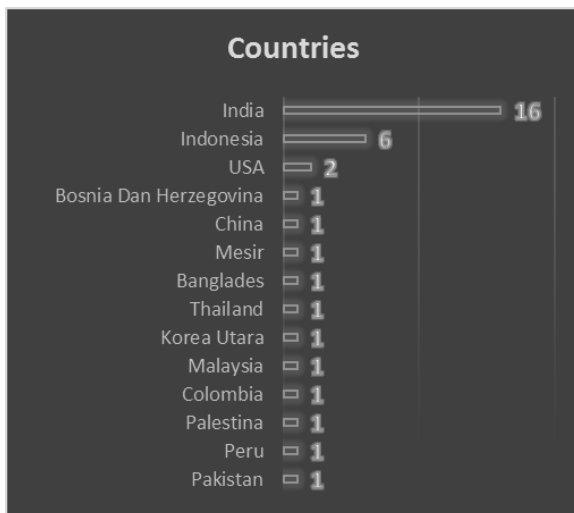 Countries
India 16
Indonesia 6
USA 2
Bosnia Dan Herzegovina 1
China 1
Mesir 1
Banglades 1
Thailand 1
Korea Utara 1
Malaysia 1
Colombia 1
Palestina 1
Peru 1
Pakistan 1